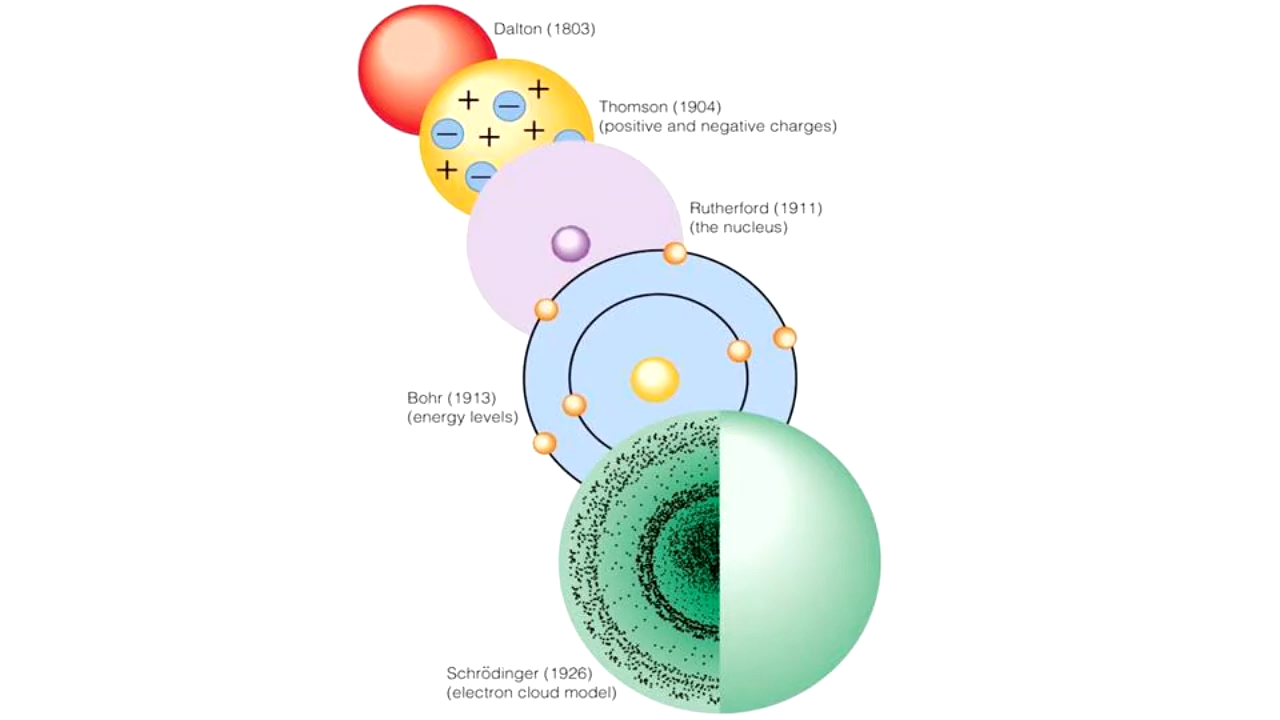 Dalton (1803)
Thomson (1904)
(positive and negative charges)
Rutherford (1911)
(the nucleus)
Bohr (1913)
(energy levels)
Schrödinger (1926)
(electron cloud model)